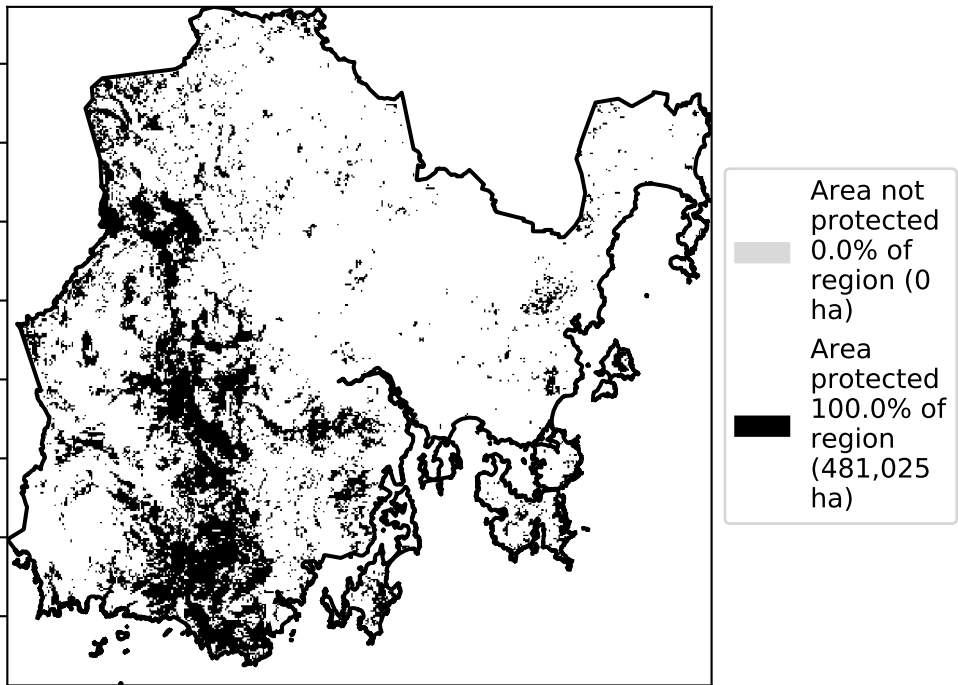 Area not
protected
0.0% of
region (0
ha)
Area
protected
100.0% of
region
(481,025
ha)